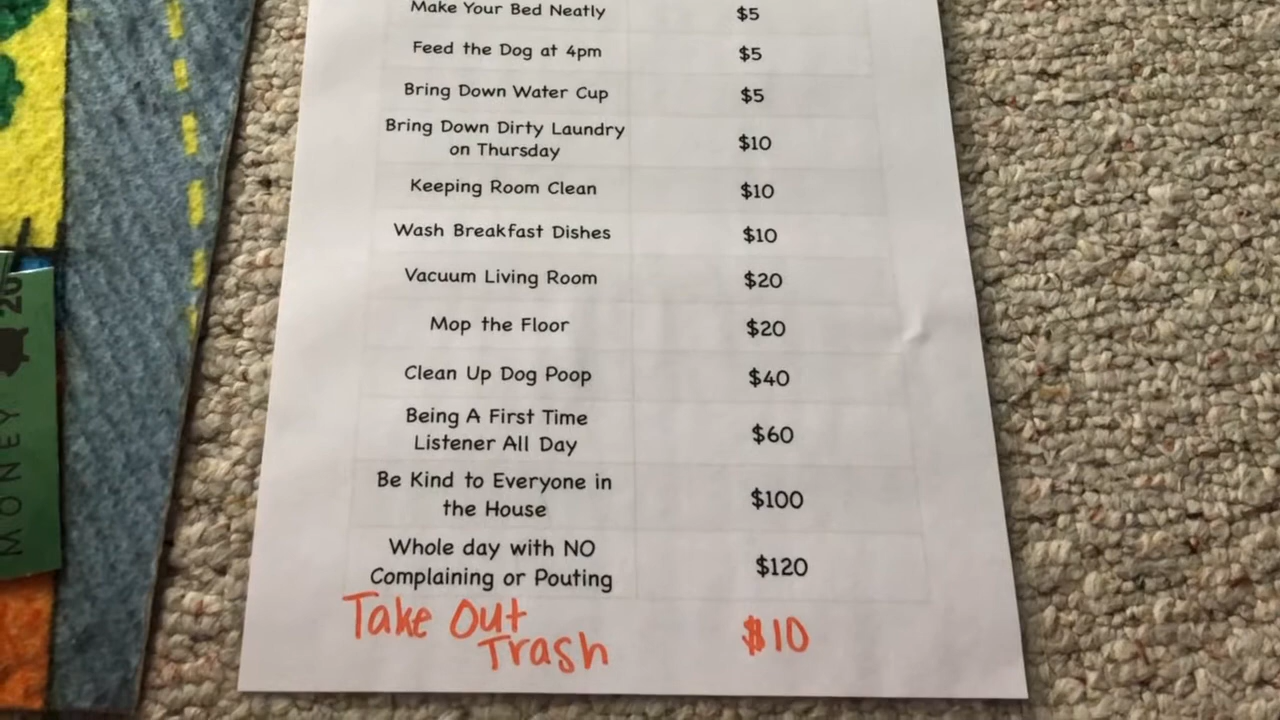 Make Your Bed Neatly $5
Feed the Dog at 4pm $5
Bring Down Water Cup $5
Bring Down Dirty Laundry
on Thursday $10
Keeping Room Clean $10
Wash Breakfast Dishes $10
Vacuum Living Room $20
Mop the Floor $20
Clean Up Dog Poop $40
Being A First Time
Listener All Day $60
Be Kind to Everyone in
the House $100
Whole day with NO
Complaining or Pouting $120
Take Out
Trash $10
MONEY
20